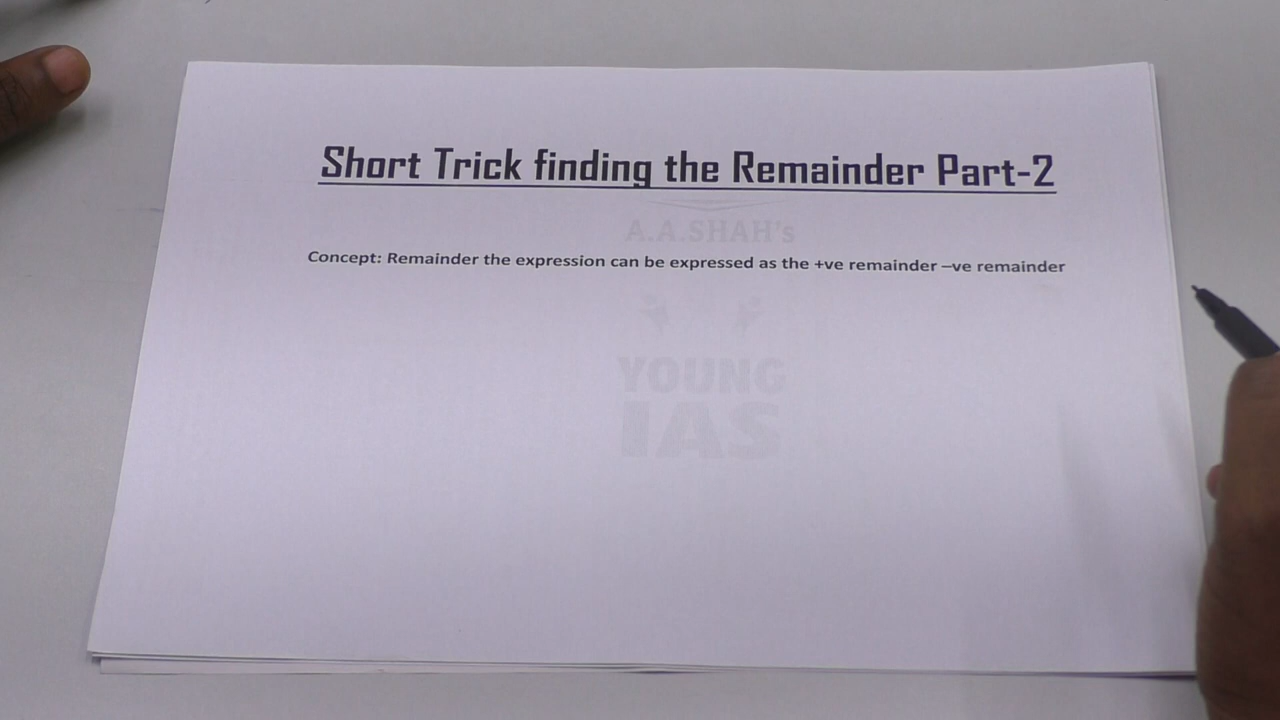 Short Trick finding the Remainder Part-2
A.A.SHAH's
Concept: Remainder the expression can be expressed as the +ve remainder –ve remainder
YOUNG
IAS